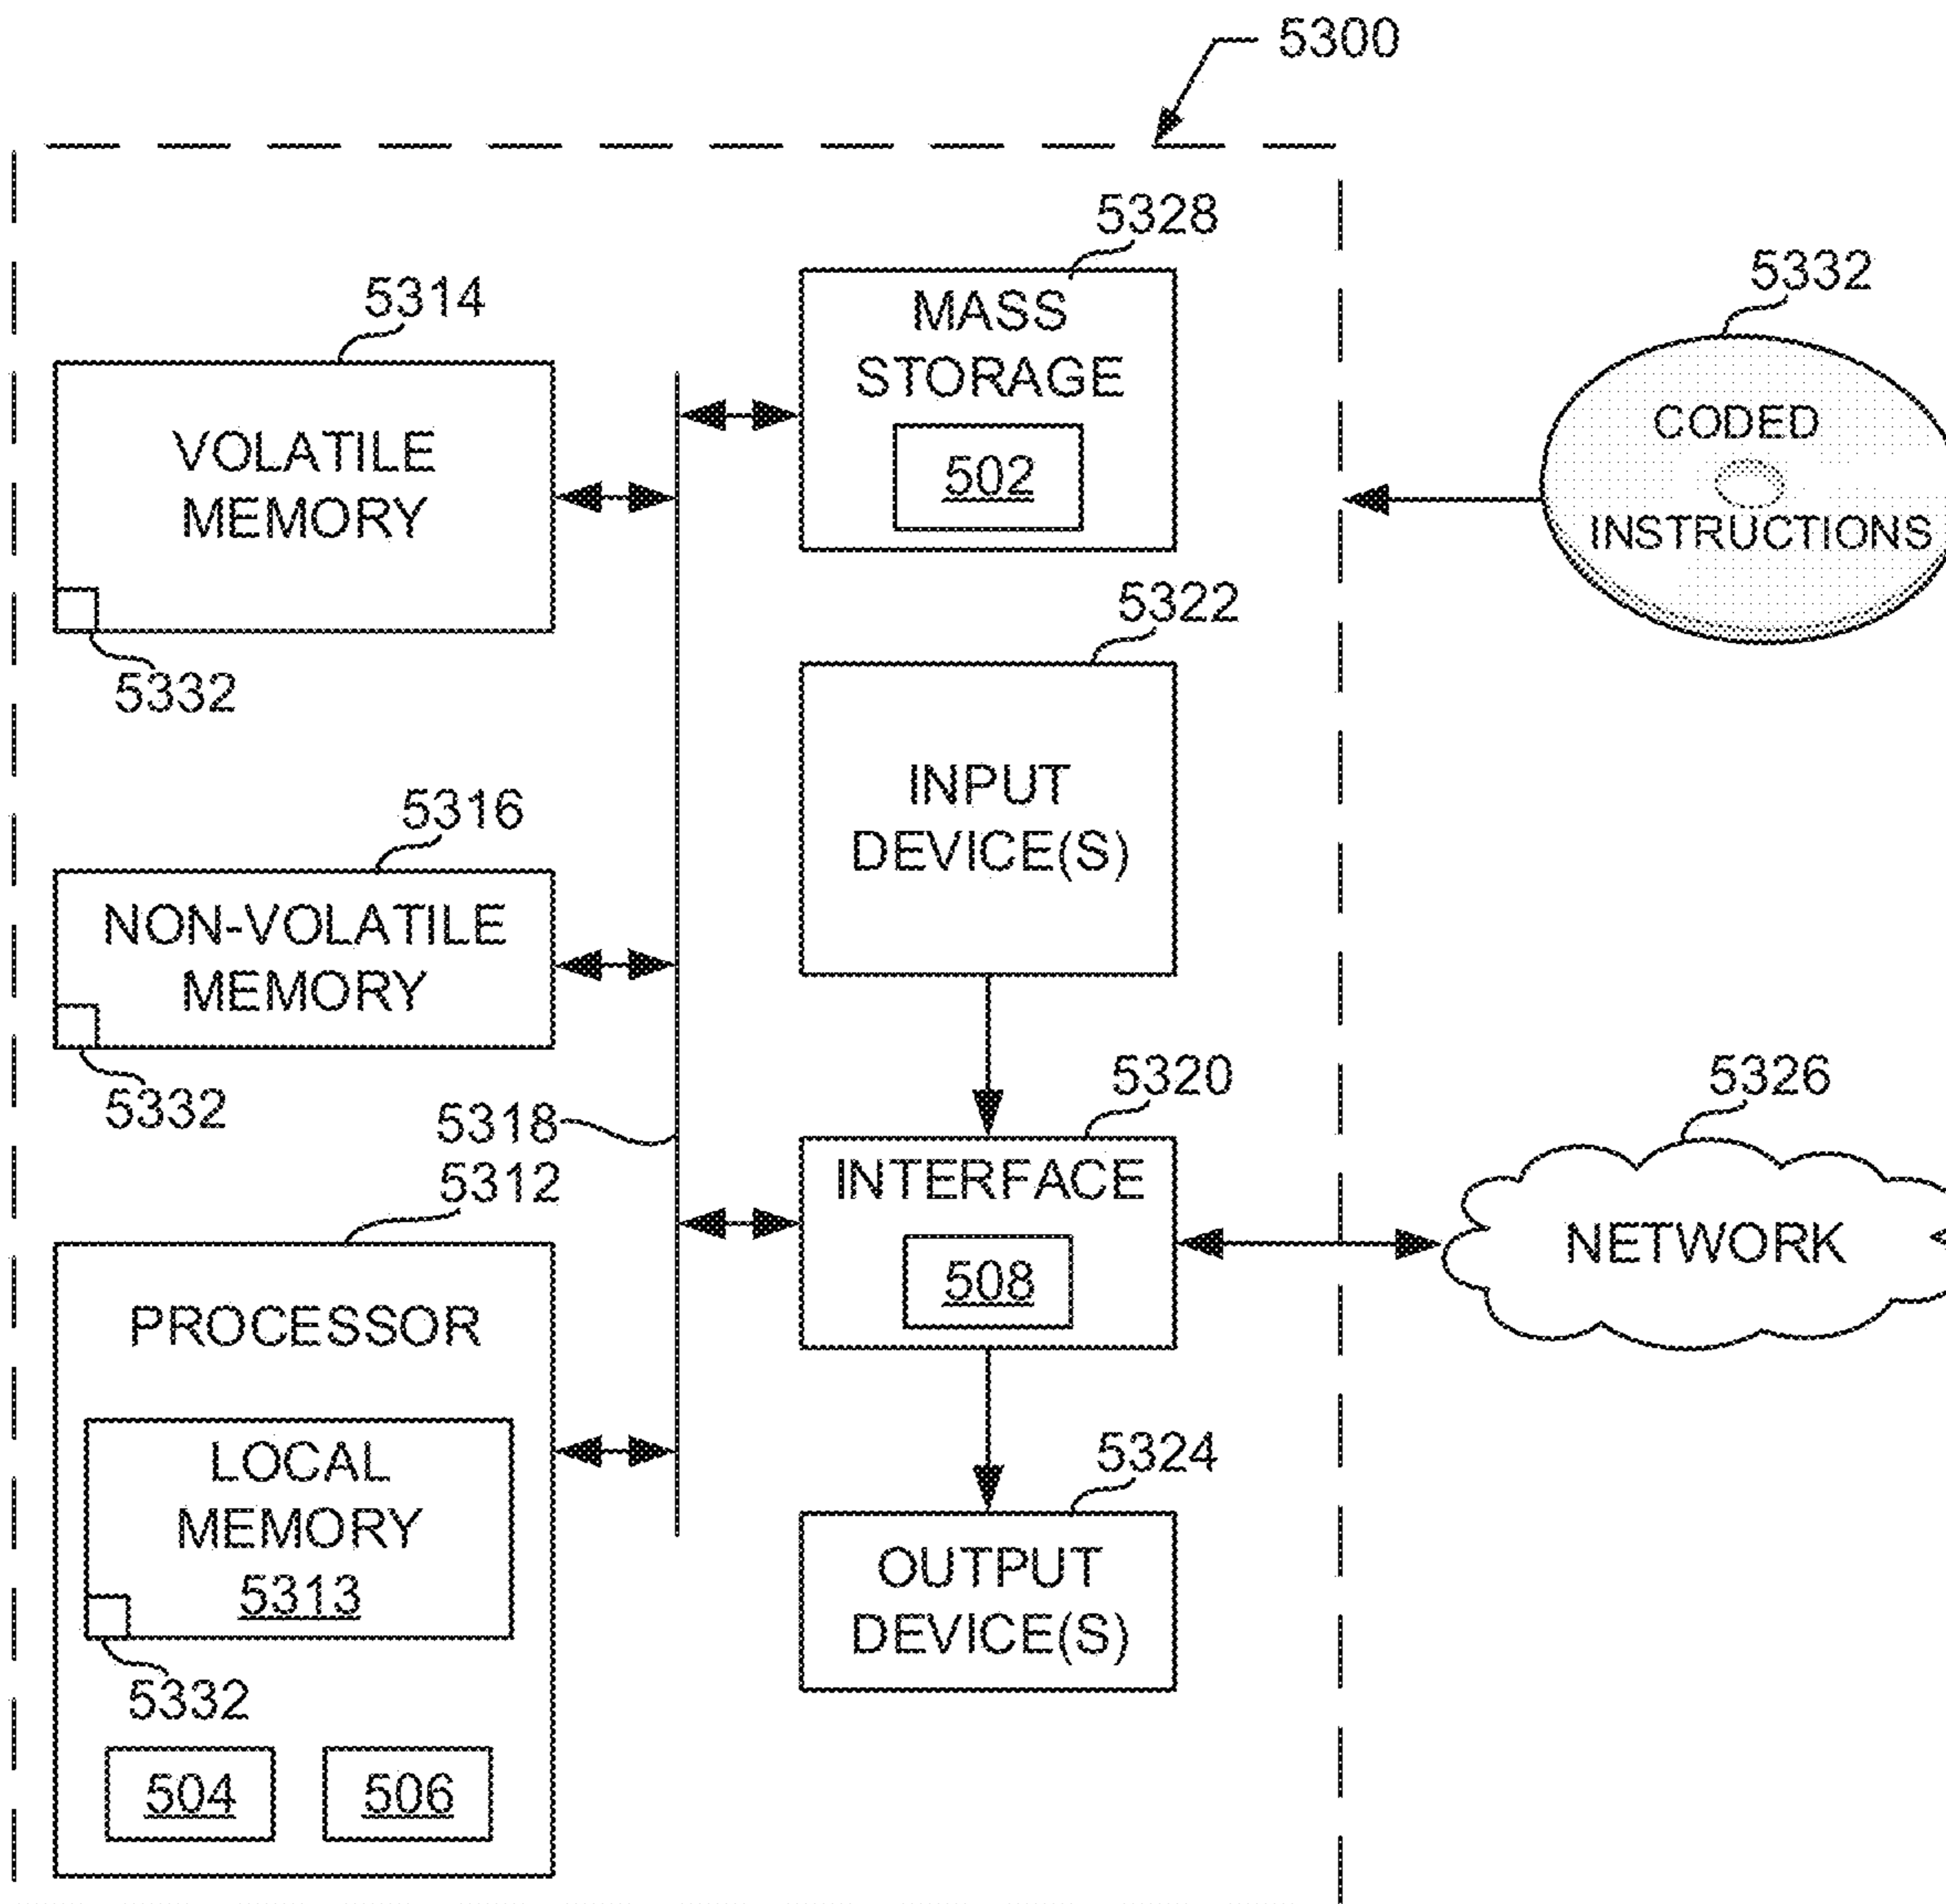 5300
5328
5314
MASS
STORAGE
502
VOLATILE
MEMORY
5332
5332
CODED
INSTRUCTIONS
5322
INPUT
DEVICE(S)
5316
NON-VOLATILE
MEMORY
5332
5318
5312
5320
INTERFACE
508
5326
NETWORK
PROCESSOR
LOCAL
MEMORY
5313
5332
504
506
5324
OUTPUT
DEVICE(S)